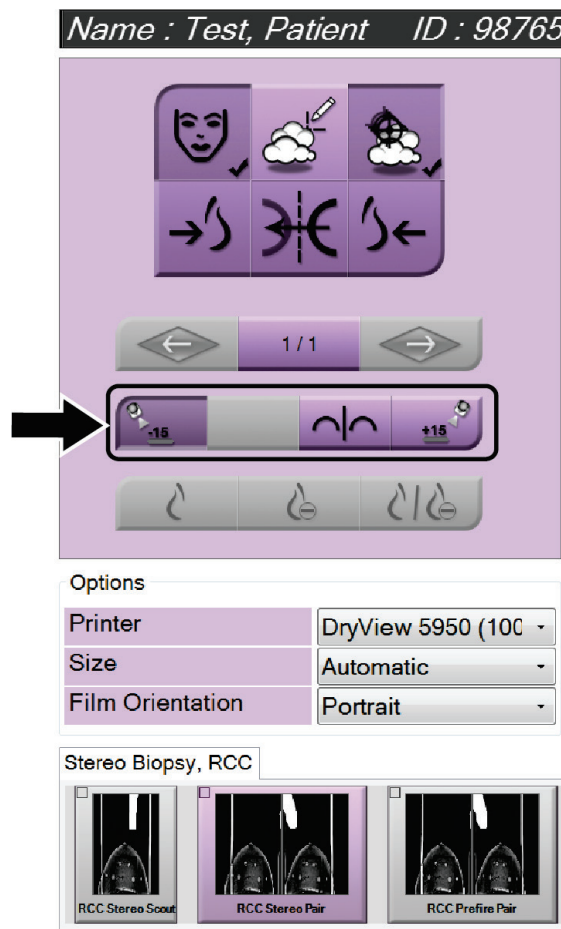 Name : Test, Patient ID : 98765
1 / 1
-15 +15
Options
Printer DryView 5950 (100
Size Automatic
Film Orientation Portrait
Stereo Biopsy, RCC
RCC Stereo Scout RCC Stereo Pair RCC Prefire Pair